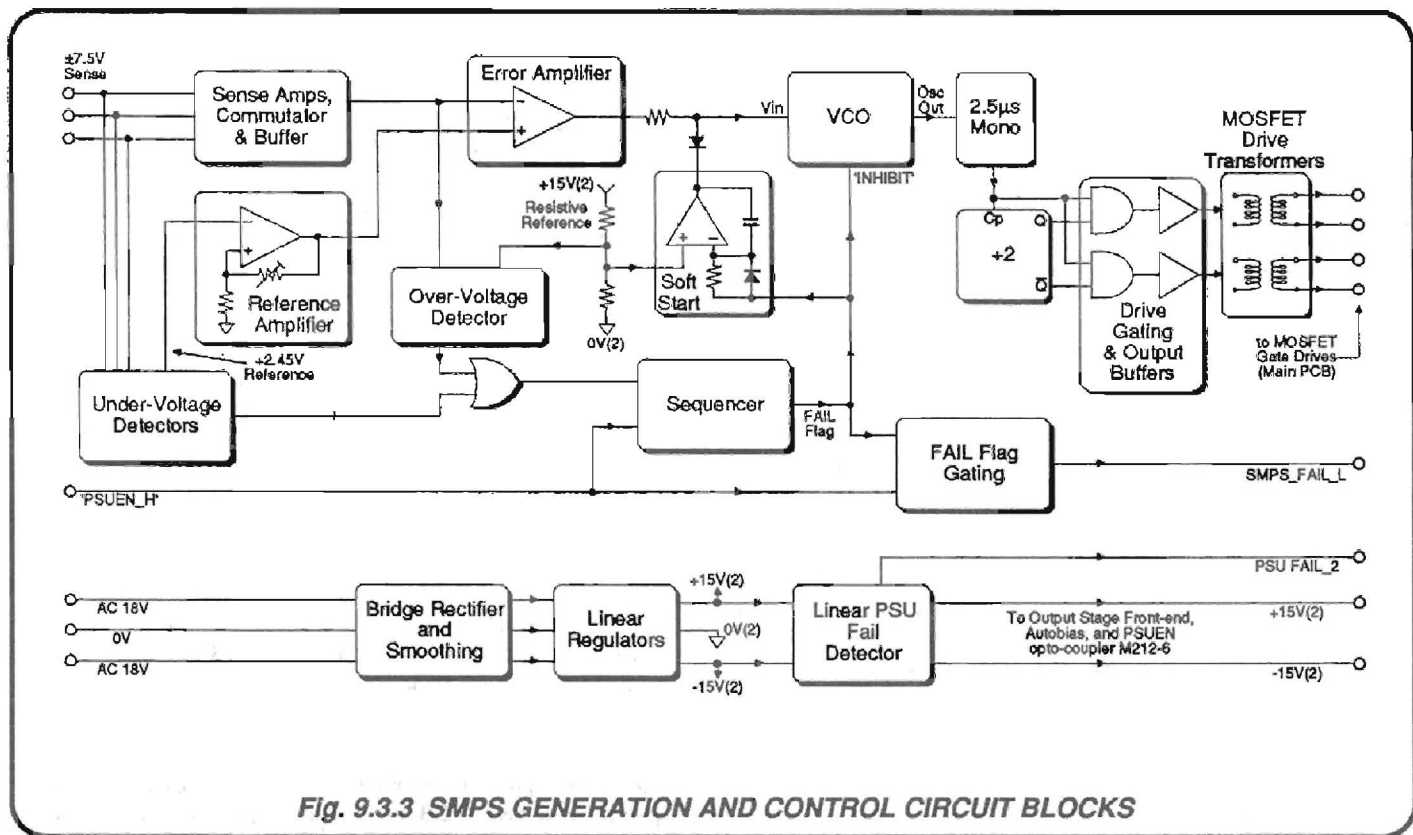 ±7.5V
Sense
Sense Amps,
Commutator
& Buffer
Error Amplifier
−
+
Vin
VCO
'INHIBIT'
Osc
Out
2.5µs
Mono
MOSFET
Drive
Transformers
+15V(2)
Resistive
Reference
0V(2)
−
+
Reference
Amplifier
+2.45V
Reference
Over-Voltage
Detector
+
−
Soft
Start
Cp
Q
÷2
Q̅
Drive
Gating
& Output
Buffers
to MOSFET
Gate Drives
(Main PCB)
Under-Voltage
Detectors
Sequencer
FAIL
Flag
FAIL Flag
Gating
SMPS_FAIL_L
'PSUEN_H'
PSU FAIL_2
AC 18V
0V
AC 18V
Bridge Rectifier
and
Smoothing
Linear
Regulators
+15V(2)
0V(2)
-15V(2)
Linear PSU
Fail
Detector
To Output Stage Front-end,
Autobias, and PSUEN
opto-coupler M212-6
+15V(2)
-15V(2)
Fig. 9.3.3 SMPS GENERATION AND CONTROL CIRCUIT BLOCKS